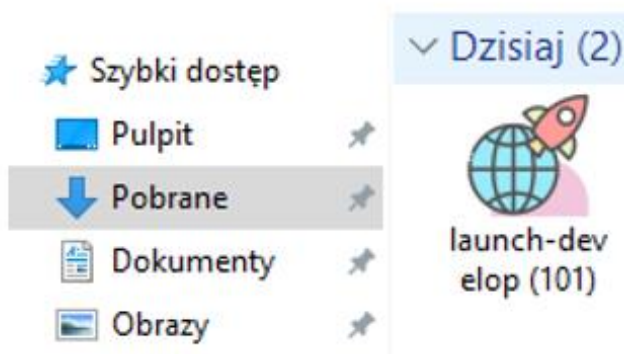 Szybki dostęp
Pulpit
Pobrane
Dokumenty
Obrazy
Dzisiaj (2)
launch-dev
elop (101)